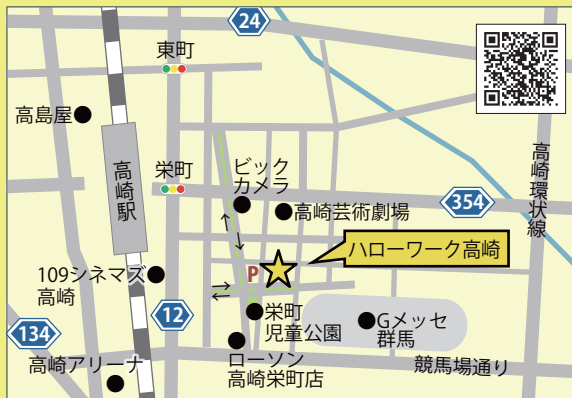 24
東町
高島屋
高崎駅
栄町
ビック
カメラ
高崎環状線
354
高崎芸術劇場
ハローワーク高崎
P
109シネマズ
高崎
12
栄町
児童公園
Gメッセ
群馬
134
ローソン
高崎栄町店
競馬場通り
高崎アリーナ